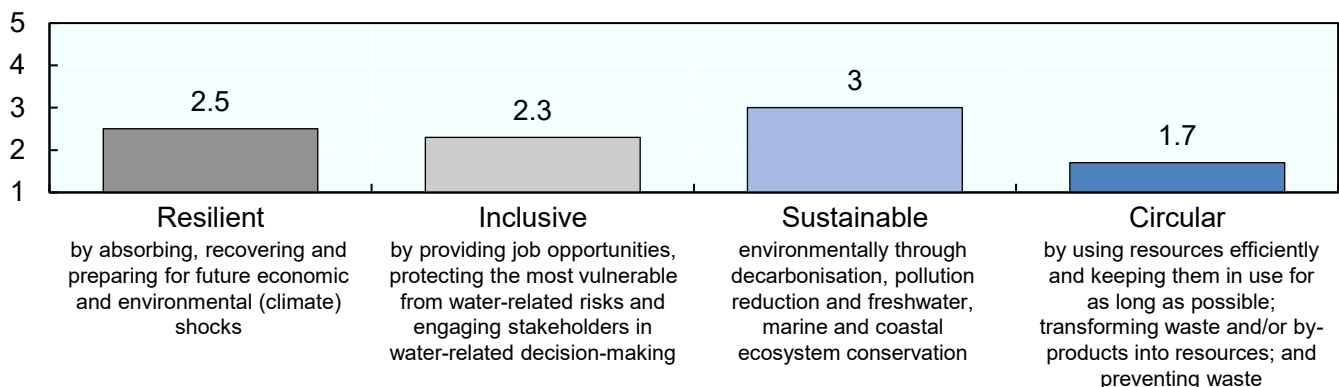 5
4
3
2
1
2.5
2.3
3
1.7
Resilient
by absorbing, recovering and
preparing for future economic
and environmental (climate)
shocks
Inclusive
by providing job opportunities,
protecting the most vulnerable
from water-related risks and
engaging stakeholders in
water-related decision-making
Sustainable
environmentally through
decarbonisation, pollution
reduction and freshwater,
marine and coastal
ecosystem conservation
Circular
by using resources efficiently
and keeping them in use for
as long as possible;
transforming waste and/or by-
products into resources; and
preventing waste